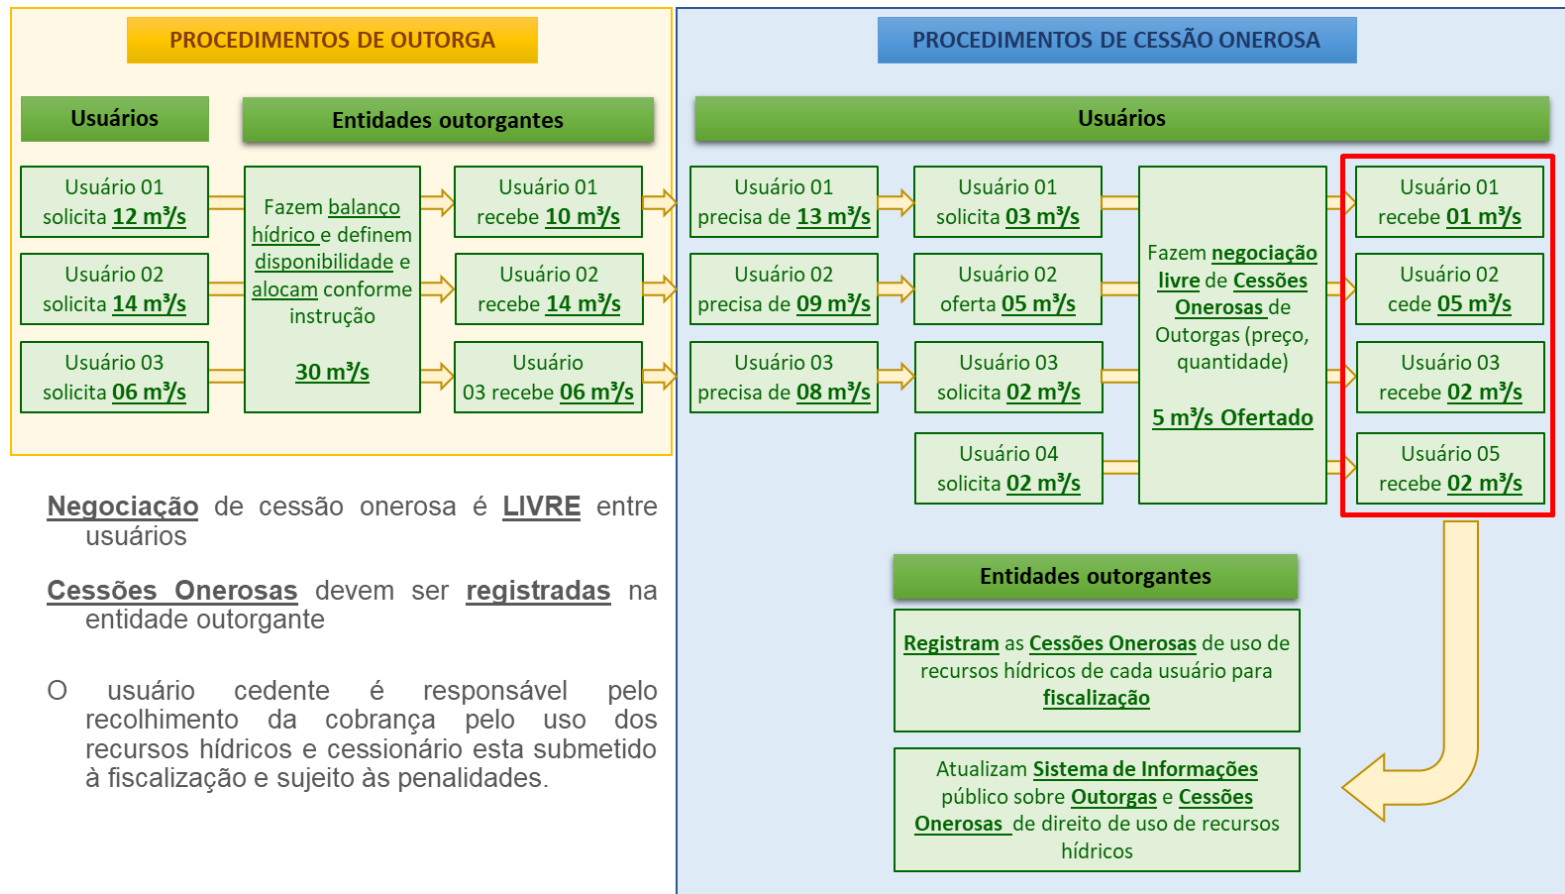 PROCEDIMENTOS DE OUTORGA
Usuários
Entidades outorgantes
Usuário 01
solicita 12 m³/s
Usuário 02
solicita 14 m³/s
Usuário 03
solicita 06 m³/s
Fazem balanço
hídrico e definem
disponibilidade e
alocam conforme
instrução
30 m³/s
Usuário 01
recebe 10 m³/s
Usuário 02
recebe 14 m³/s
Usuário
03 recebe 06 m³/s
PROCEDIMENTOS DE CESSÃO ONEROSA
Usuários
Usuário 01
precisa de 13 m³/s
Usuário 02
precisa de 09 m³/s
Usuário 03
precisa de 08 m³/s
Usuário 01
solicita 03 m³/s
Usuário 02
oferta 05 m³/s
Usuário 03
solicita 02 m³/s
Usuário 04
solicita 02 m³/s
Fazem negociação
livre de Cessões
Onerosas de
Outorgas (preço,
quantidade)
5 m³/s Ofertado
Usuário 01
recebe 01 m³/s
Usuário 02
cede 05 m³/s
Usuário 03
recebe 02 m³/s
Usuário 05
recebe 02 m³/s
Negociação de cessão onerosa é LIVRE entre
usuários
Cessões Onerosas devem ser registradas na
entidade outorgante
O usuário cedente é responsável pelo
recolhimento da cobrança pelo uso dos
recursos hídricos e cessionário esta submetido
à fiscalização e sujeito às penalidades.
Entidades outorgantes
Registram as Cessões Onerosas de uso de
recursos hídricos de cada usuário para
fiscalização
Atualizam Sistema de Informações
público sobre Outorgas e Cessões
Onerosas de direito de uso de recursos
hídricos